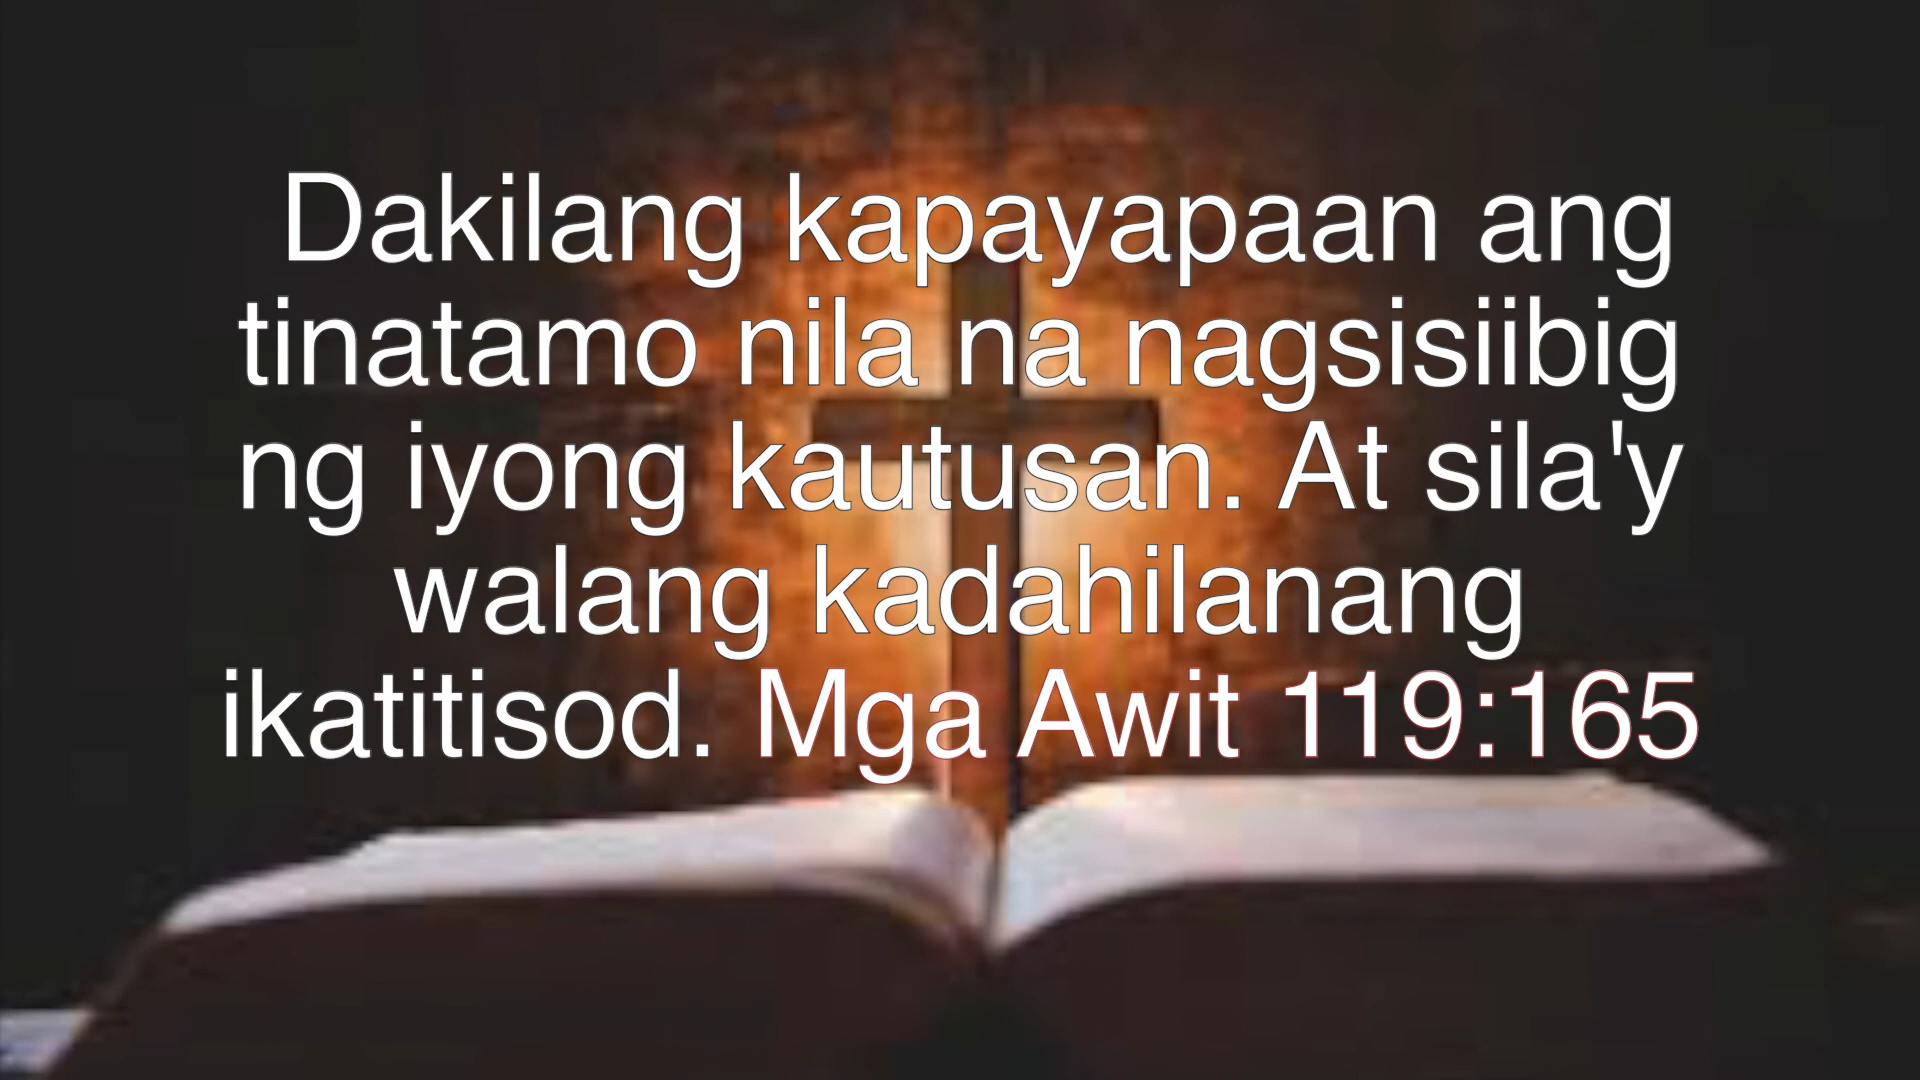 Dakilang kapayapaan ang
tinatamo nila na nagsisiibig
ng iyong kautusan. At sila'y
walang kadahilanang
ikatitisod. Mga Awit 119:165